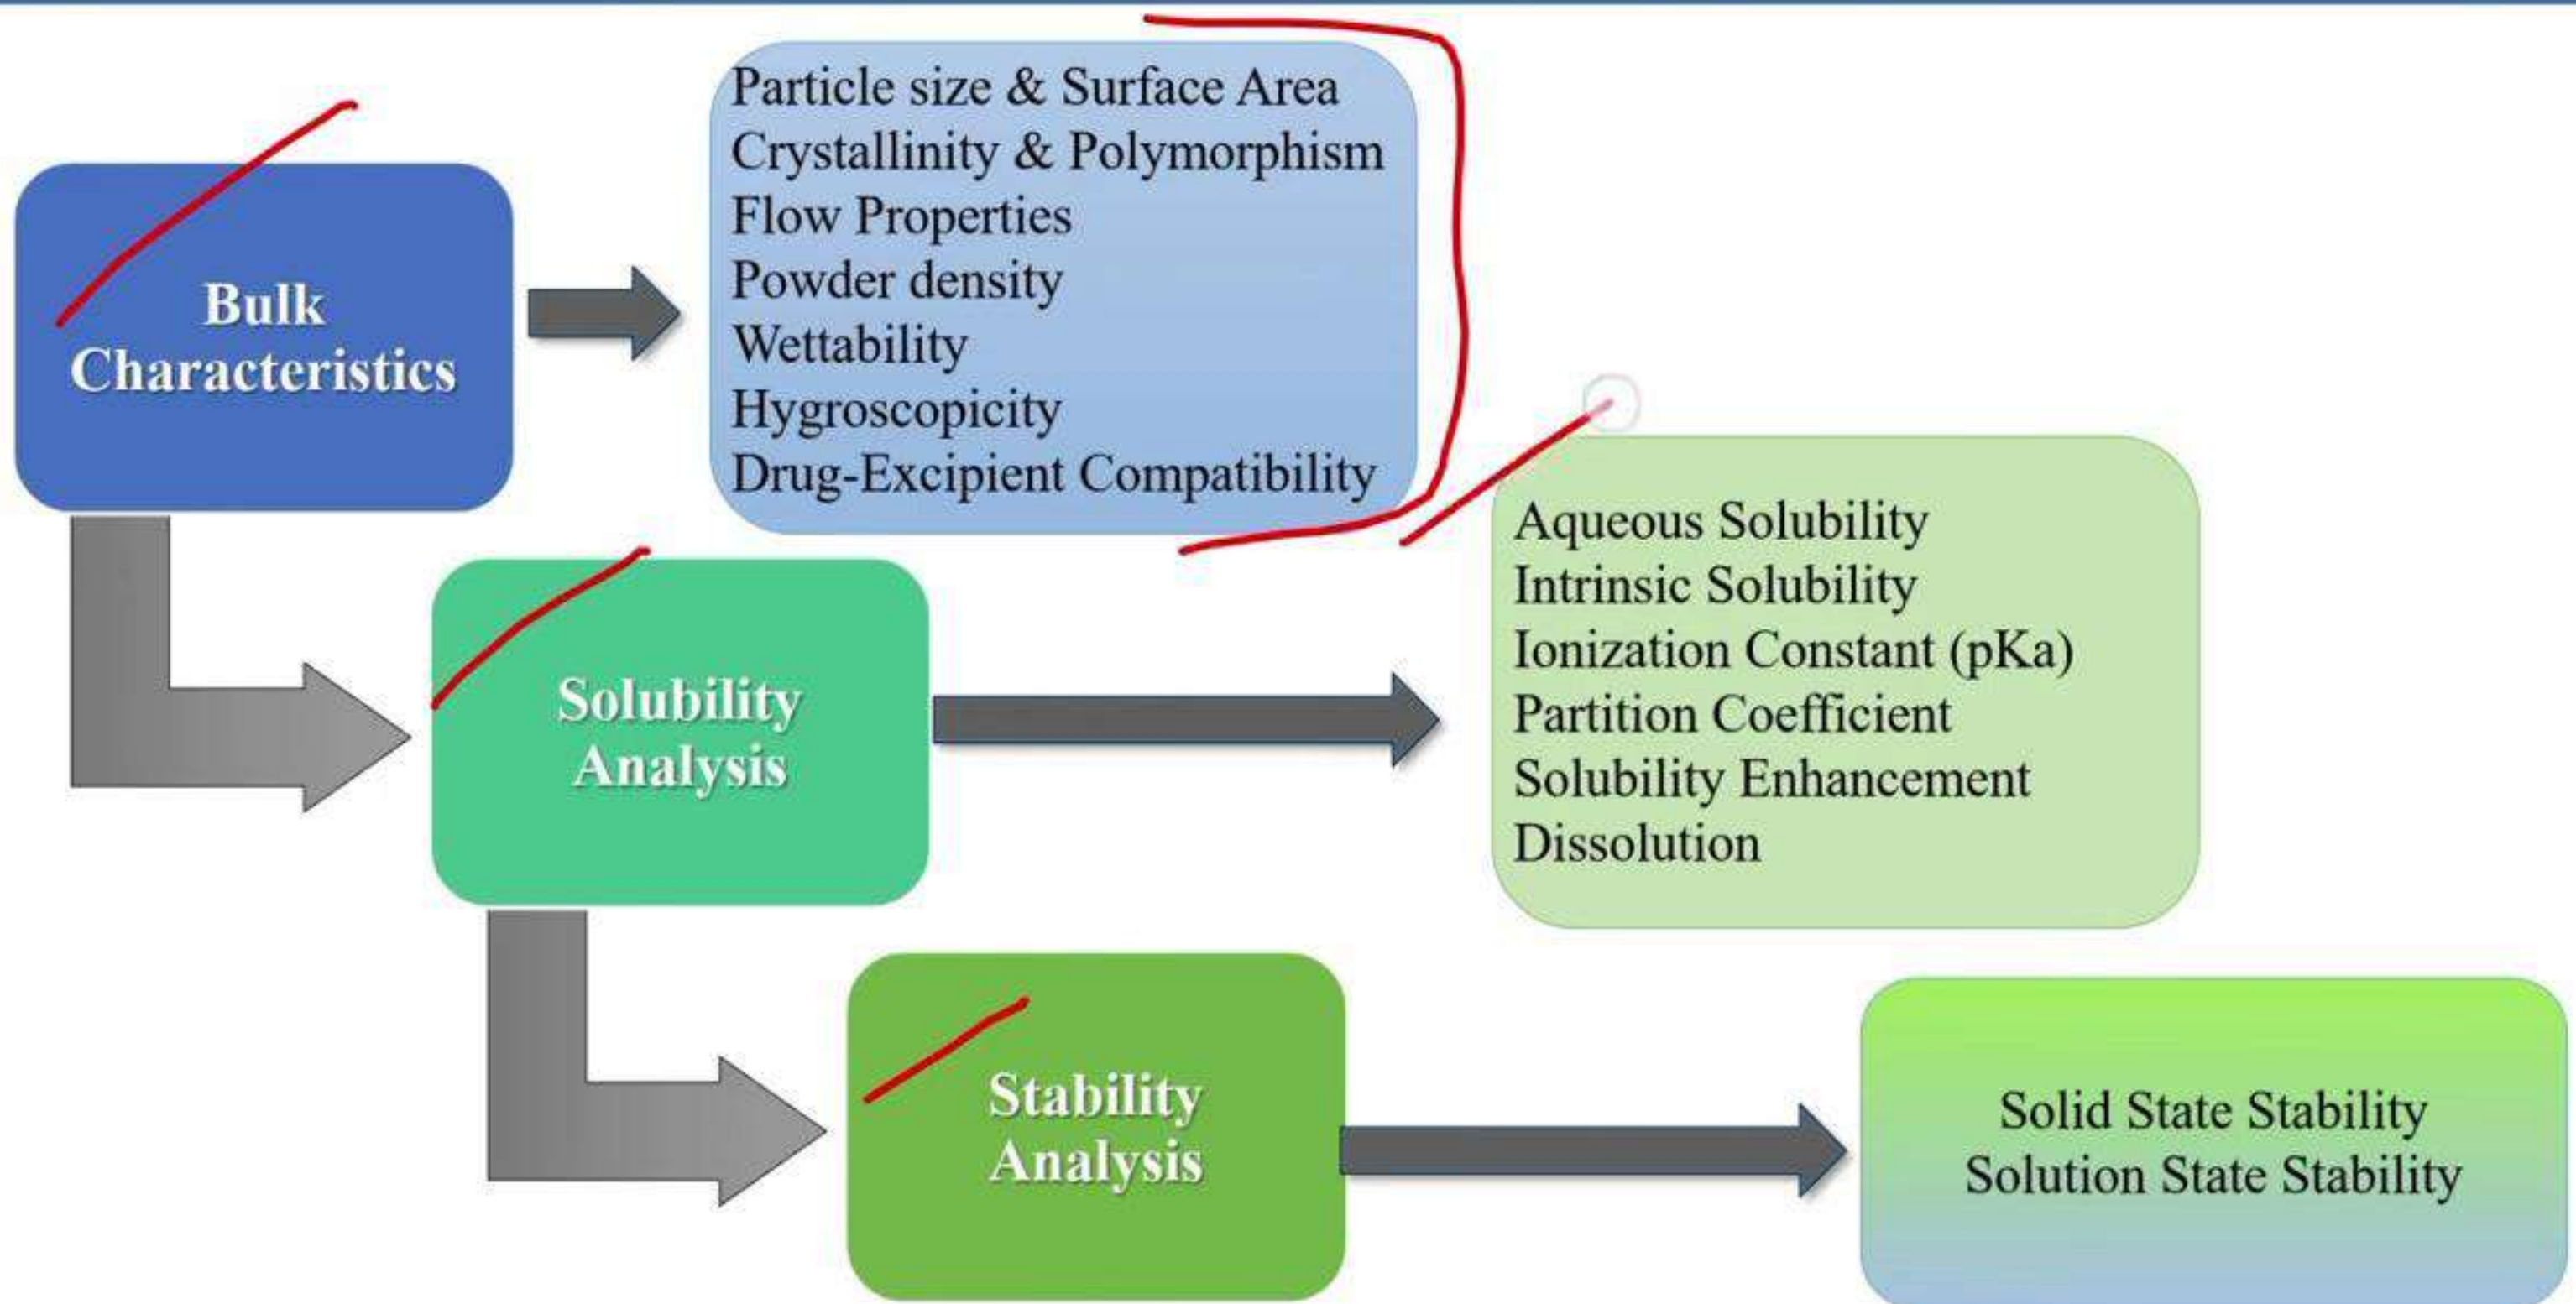 Bulk
Characteristics
Particle size & Surface Area
Crystallinity & Polymorphism
Flow Properties
Powder density
Wettability
Hygroscopicity
Drug-Excipient Compatibility
Solubility
Analysis
Aqueous Solubility
Intrinsic Solubility
Ionization Constant (pKa)
Partition Coefficient
Solubility Enhancement
Dissolution
Stability
Analysis
Solid State Stability
Solution State Stability